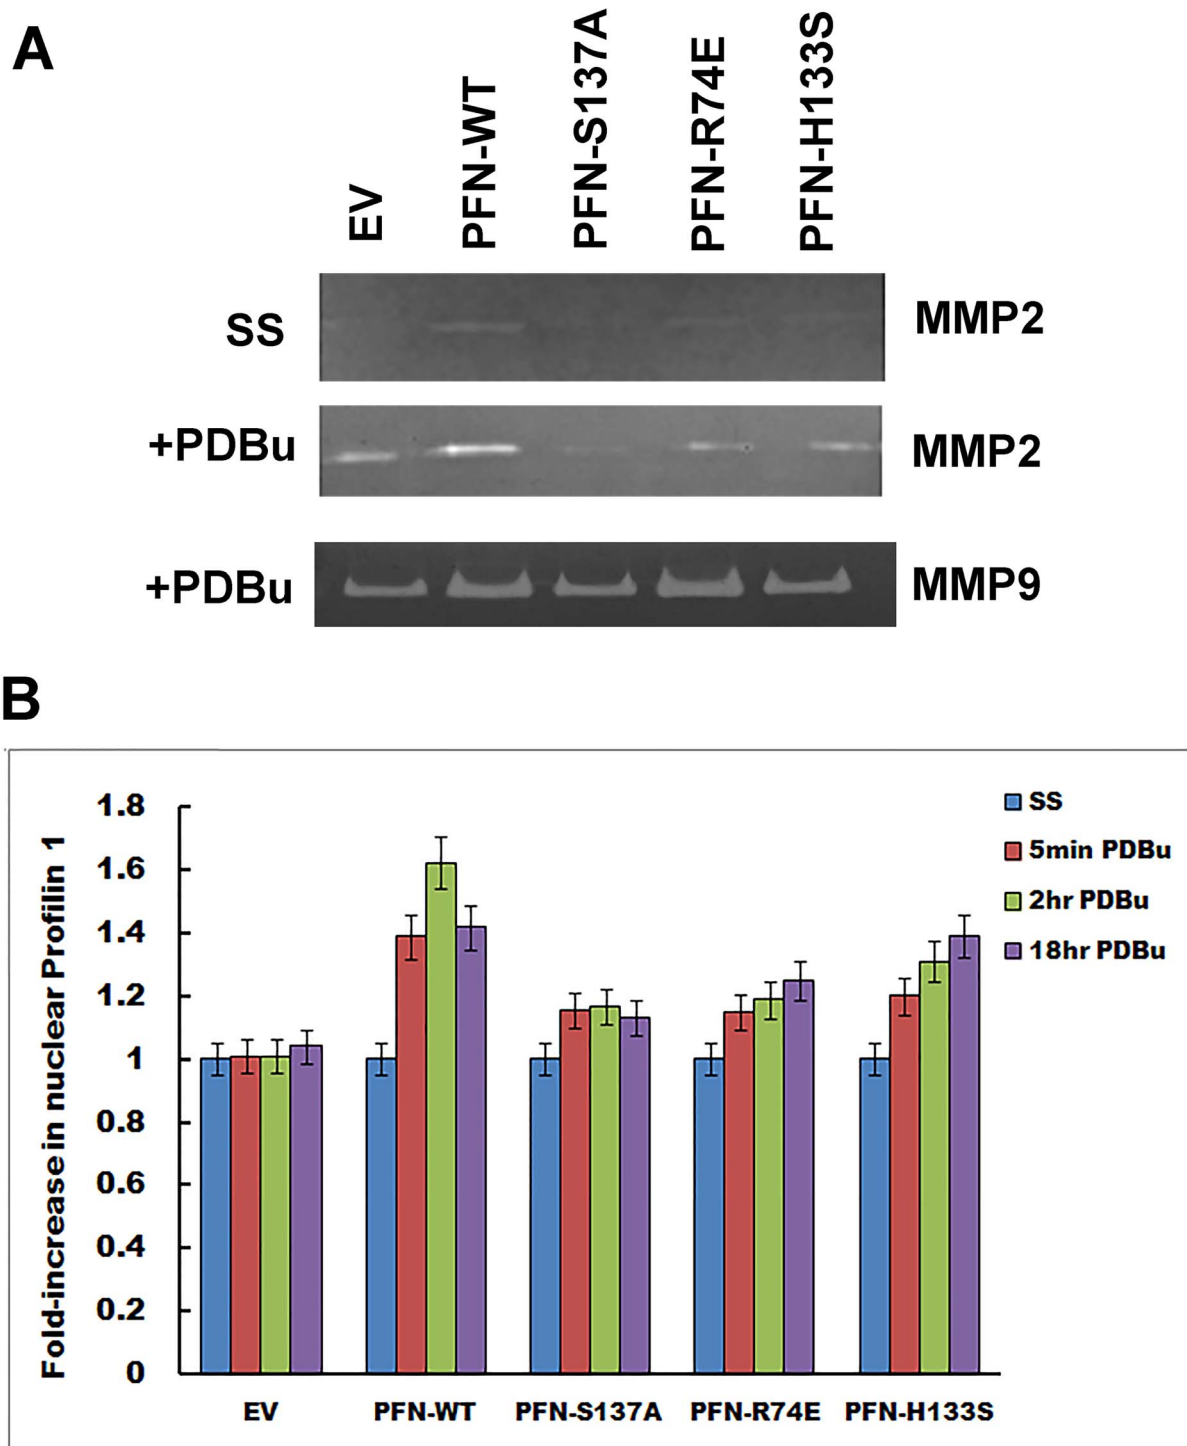 A
EV
PFN-WT
PFN-S137A
PFN-R74E
PFN-H133S
SS
MMP2
+PDBu
MMP2
+PDBu
MMP9
B
Fold-increase in nuclear Profilin 1
1.8
1.6
1.4
1.2
1
0.8
0.6
0.4
0.2
0
SS
5min PDBu
2hr PDBu
18hr PDBu
EV
PFN-WT
PFN-S137A
PFN-R74E
PFN-H133S